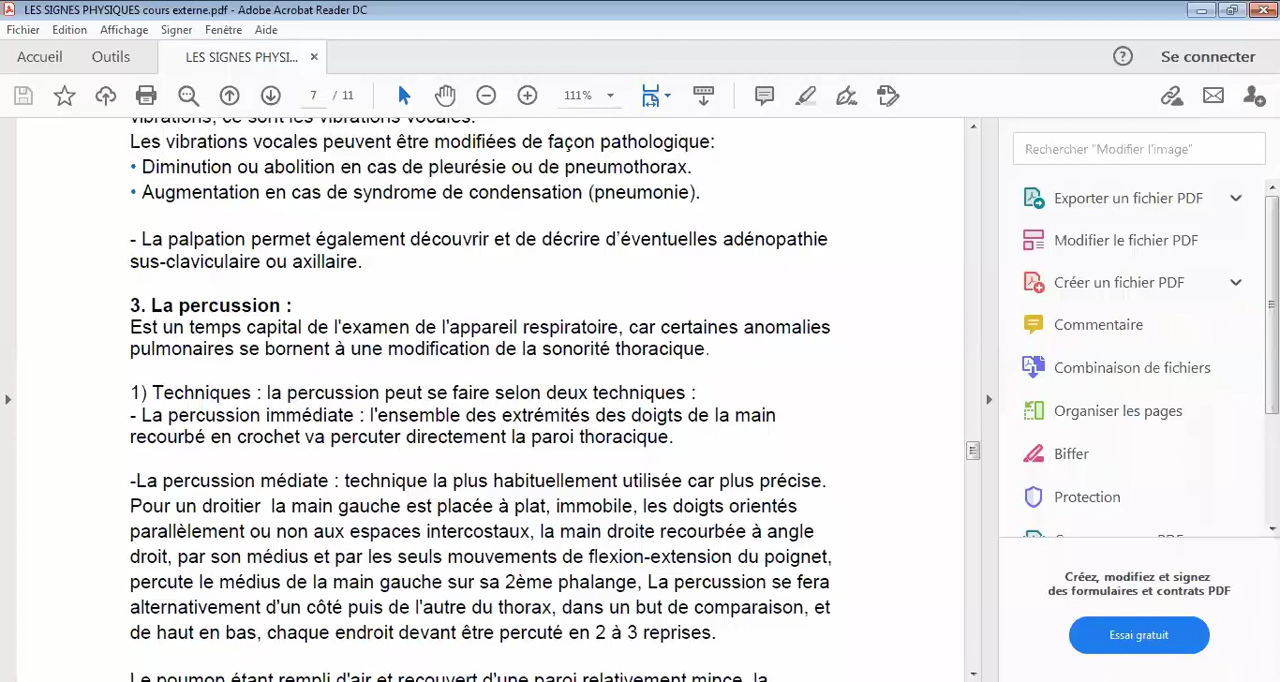 LES SIGNES PHYSIQUES cours externe.pdf - Adobe Acrobat Reader DC
Fichier Edition Affichage Signer Fenêtre Aide
Accueil Outils LES SIGNES PHYSI... × Se connecter
7 / 11 111%
vibrations, ce sont les vibrations vocales.
Les vibrations vocales peuvent être modifiées de façon pathologique:
• Diminution ou abolition en cas de pleurésie ou de pneumothorax.
• Augmentation en cas de syndrome de condensation (pneumonie).
- La palpation permet également découvrir et de décrire d’éventuelles adénopathie
sus-claviculaire ou axillaire.
3. La percussion :
Est un temps capital de l'examen de l'appareil respiratoire, car certaines anomalies
pulmonaires se bornent à une modification de la sonorité thoracique.
1) Techniques : la percussion peut se faire selon deux techniques :
- La percussion immédiate : l'ensemble des extrémités des doigts de la main
recourbé en crochet va percuter directement la paroi thoracique.
-La percussion médiate : technique la plus habituellement utilisée car plus précise.
Pour un droitier la main gauche est placée à plat, immobile, les doigts orientés
parallèlement ou non aux espaces intercostaux, la main droite recourbée à angle
droit, par son médius et par les seuls mouvements de flexion-extension du poignet,
percute le médius de la main gauche sur sa 2ème phalange, La percussion se fera
alternativement d'un côté puis de l'autre du thorax, dans un but de comparaison, et
de haut en bas, chaque endroit devant être percuté en 2 à 3 reprises.
Le poumon étant rempli d'air et recouvert d'une paroi relativement mince, la
Rechercher "Modifier l'image"
Exporter un fichier PDF
Modifier le fichier PDF
Créer un fichier PDF
Commentaire
Combinaison de fichiers
Organiser les pages
Biffer
Protection
Créez, modifiez et signez
des formulaires et contrats PDF
Essai gratuit